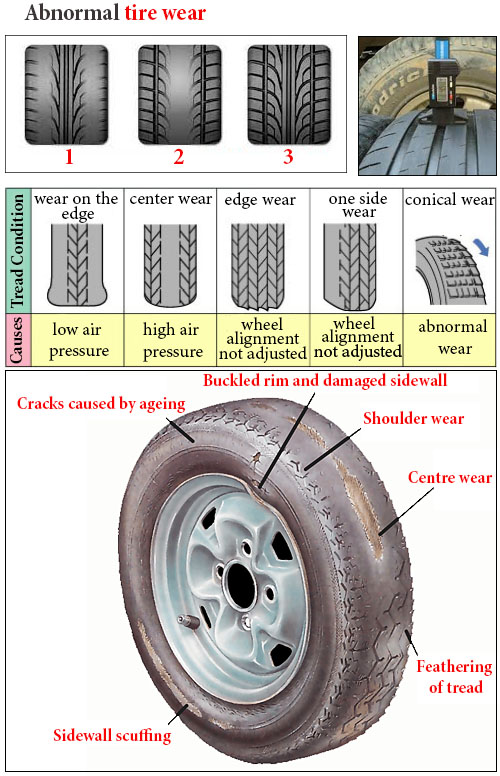 Abnormal tire wear
1 2 3
odrich
Tread Condition
wear on the
edge
center wear
edge wear
one side
wear
conical wear
Causes
low air
pressure
high air
pressure
wheel
alignment
not adjusted
wheel
alignment
not adjusted
abnormal
wear
Buckled rim and damaged sidewall
Cracks caused by ageing
Shoulder wear
Centre wear
Feathering
of tread
Sidewall scuffing